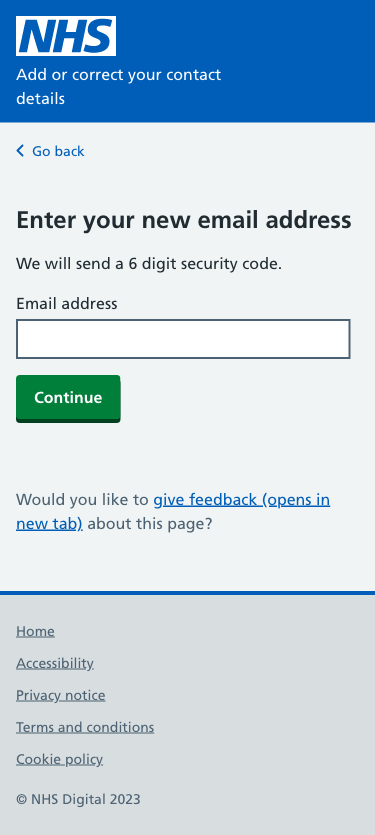 NHS
Add or correct your contact
details
Go back
Enter your new email address
We will send a 6 digit security code.
Email address
Continue
Would you like to give feedback (opens in
new tab) about this page?
Home
Accessibility
Privacy notice
Terms and conditions
Cookie policy
© NHS Digital 2023